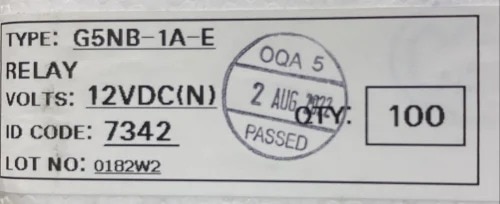 TYPE: G5NB-1A-E
RELAY
VOLTS: 12VDC(N)
ID CODE: 7342
LOT NO: 0182W2
OQA 5
2 AUG 2022
PASSED
QTY: 100